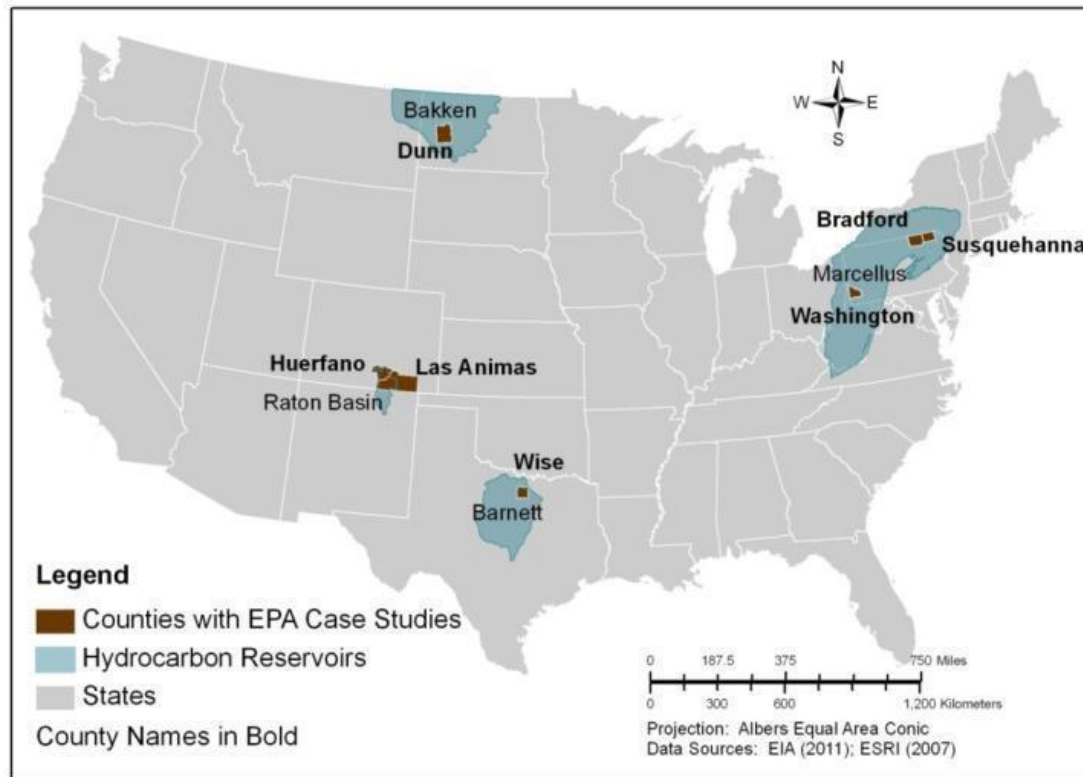 N
W E
S
Bakken
Dunn
Bradford
Susquehanna
Marcellus
Washington
Huerfano
Las Animas
Raton Basin
Wise
Barnett
Legend
Counties with EPA Case Studies
Hydrocarbon Reservoirs
States
County Names in Bold
0 187.5 375 750 Miles
0 300 600 1,200 Kilometers
Projection: Albers Equal Area Conic
Data Sources: EIA (2011); ESRI (2007)